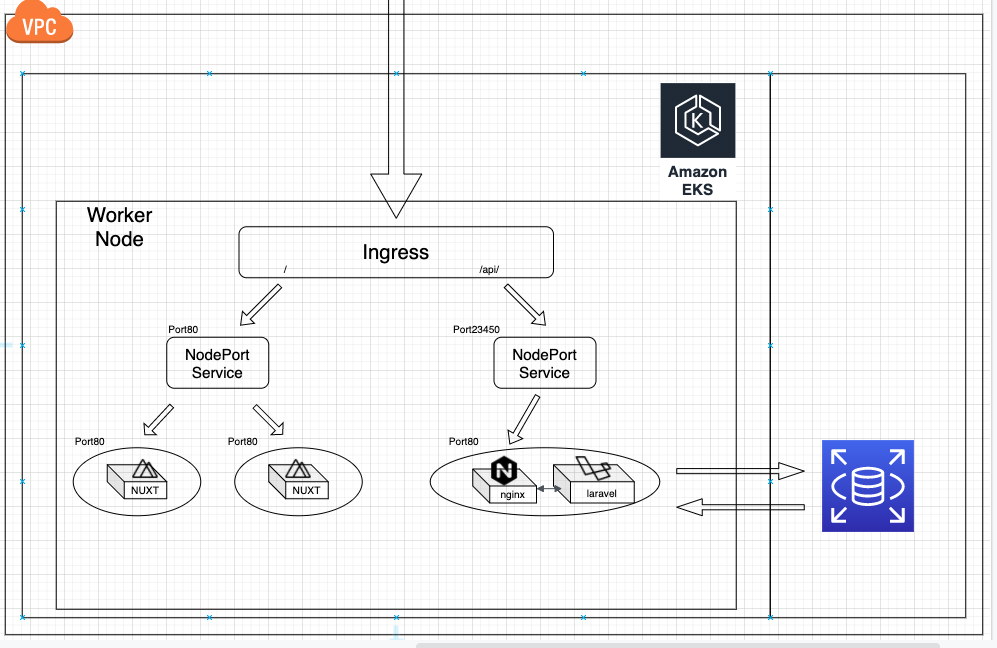 VPC
Amazon
EKS
Worker
Node
Ingress
/
/api/
Port80
NodePort
Service
Port23450
NodePort
Service
Port80
NUXT
Port80
NUXT
Port80
N
nginx
laravel
K